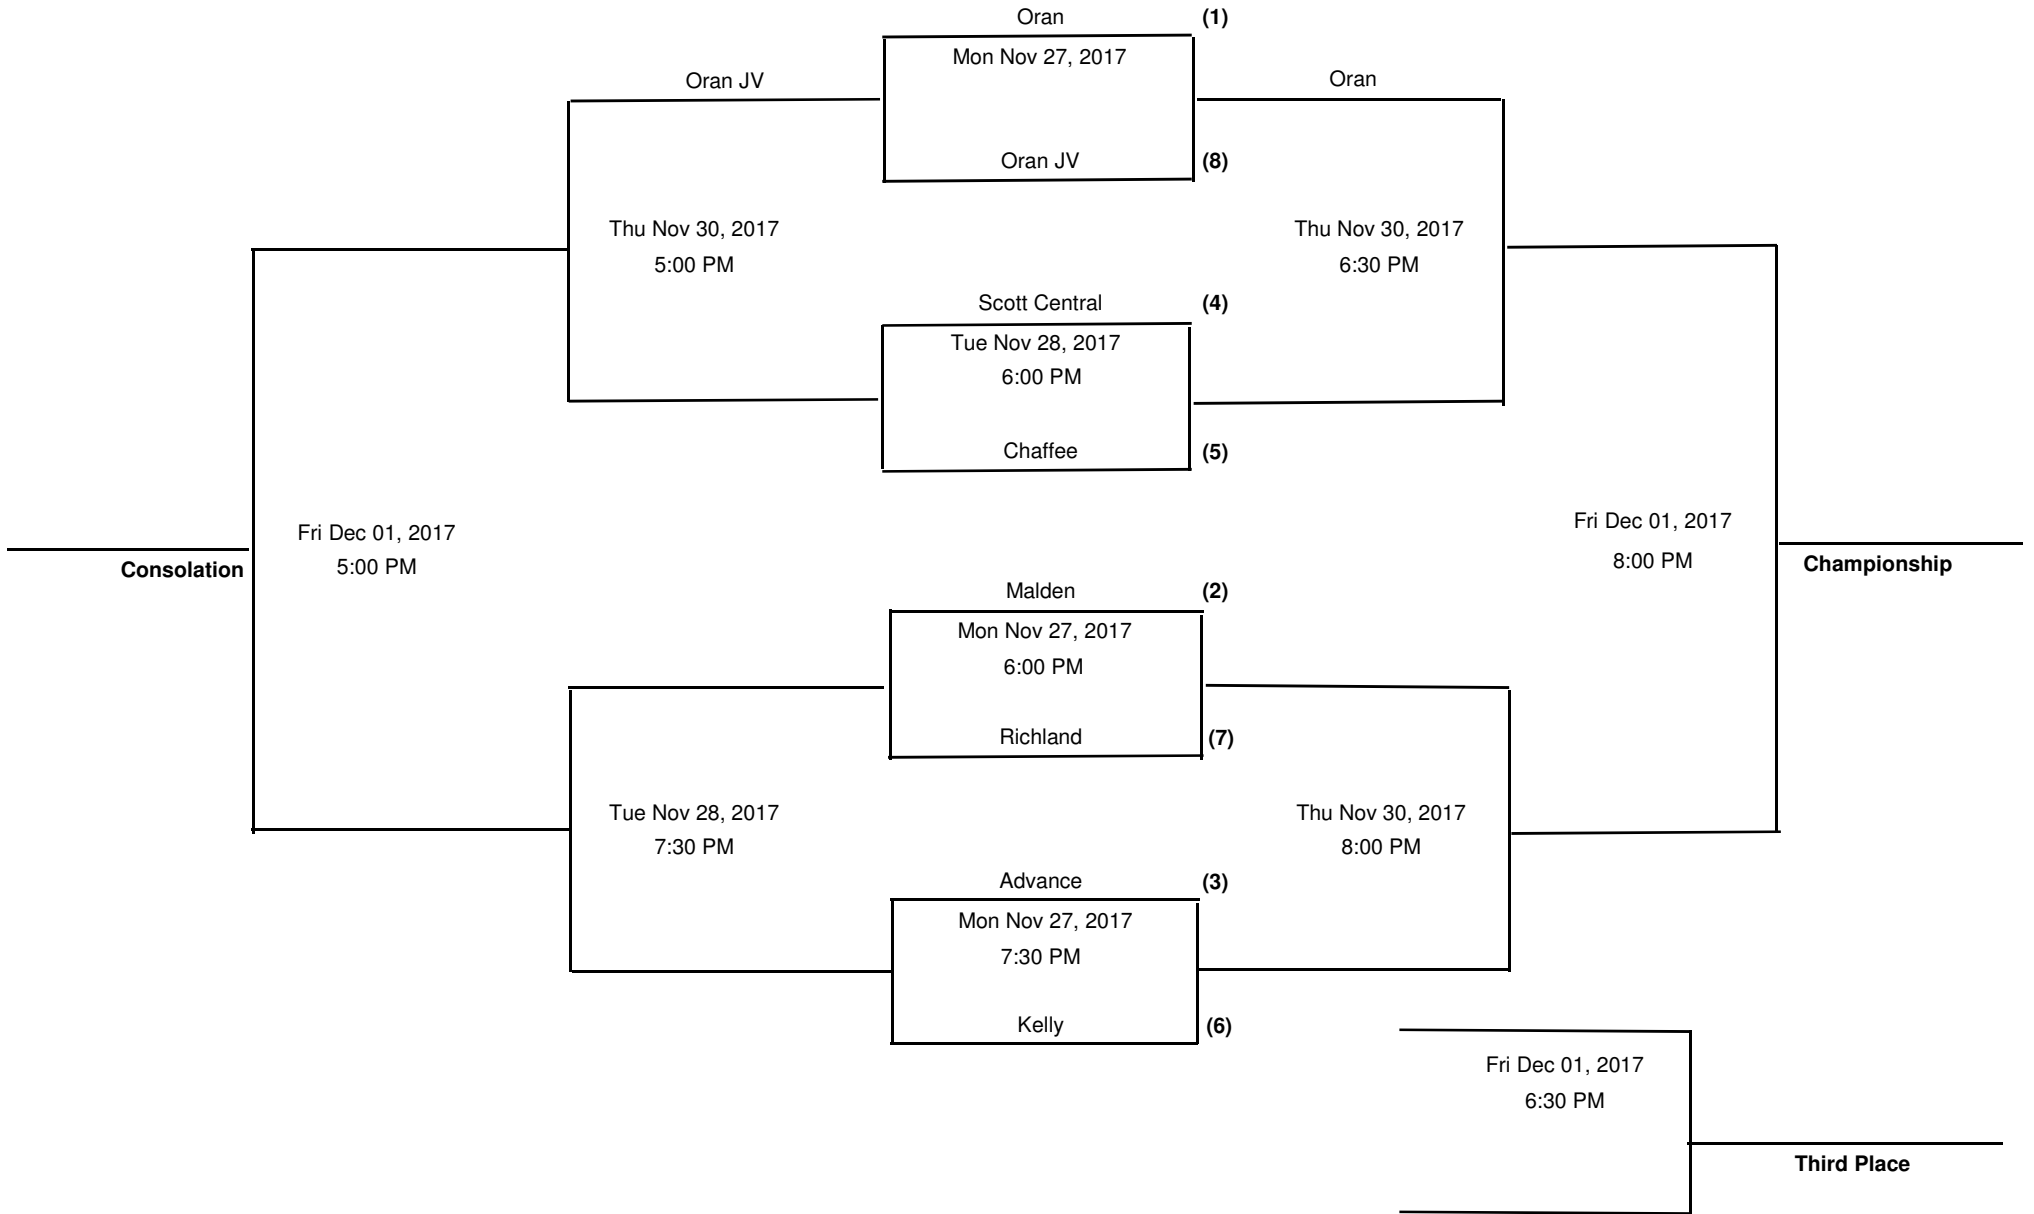 Oran (1)
Mon Nov 27, 2017
Oran JV
Oran
Oran JV (8)
Thu Nov 30, 2017
5:00 PM
Thu Nov 30, 2017
6:30 PM
Scott Central (4)
Tue Nov 28, 2017
6:00 PM
Chaffee (5)
Fri Dec 01, 2017
5:00 PM
Consolation
Fri Dec 01, 2017
8:00 PM
Championship
Malden (2)
Mon Nov 27, 2017
6:00 PM
Richland (7)
Tue Nov 28, 2017
7:30 PM
Thu Nov 30, 2017
8:00 PM
Advance (3)
Mon Nov 27, 2017
7:30 PM
Kelly (6)
Fri Dec 01, 2017
6:30 PM
Third Place